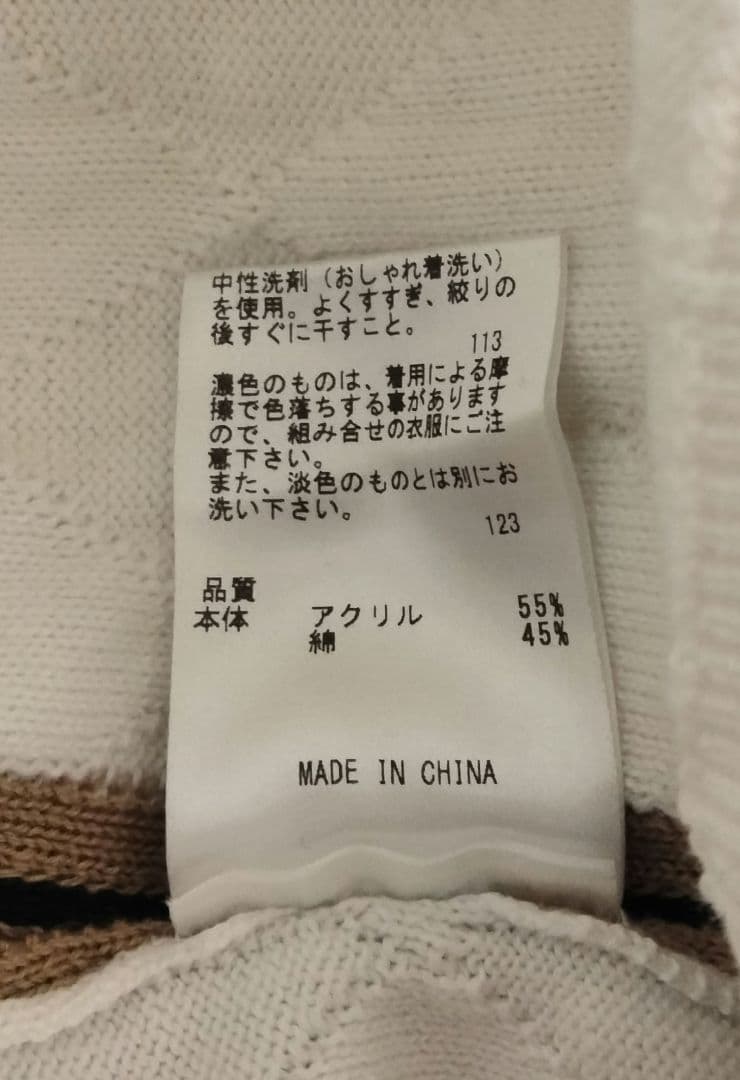 中性洗剤（おしゃれ着洗い）
を使用。よくすすぎ、絞りの
後すぐに干すこと。
113
濃色のものは、着用による摩
擦で色落ちする事があります
ので、組み合せの衣服にご注
意下さい。
また、淡色のものとは別にお
洗い下さい。
123
品質
本体 アクリル 55%
綿 45%
MADE IN CHINA